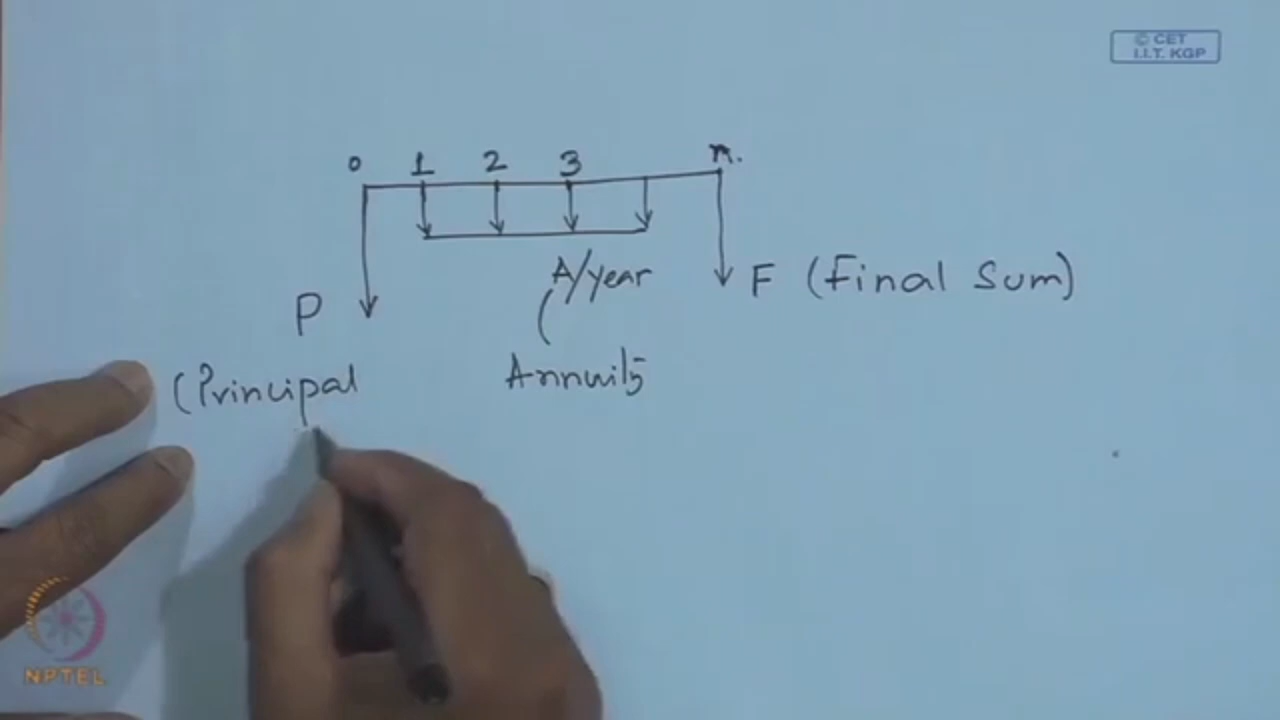 © CET
I.I.T. KGP
0 1 2 3 n.
A/year
P
F (Final Sum)
Annuity
(Principal
NPTEL